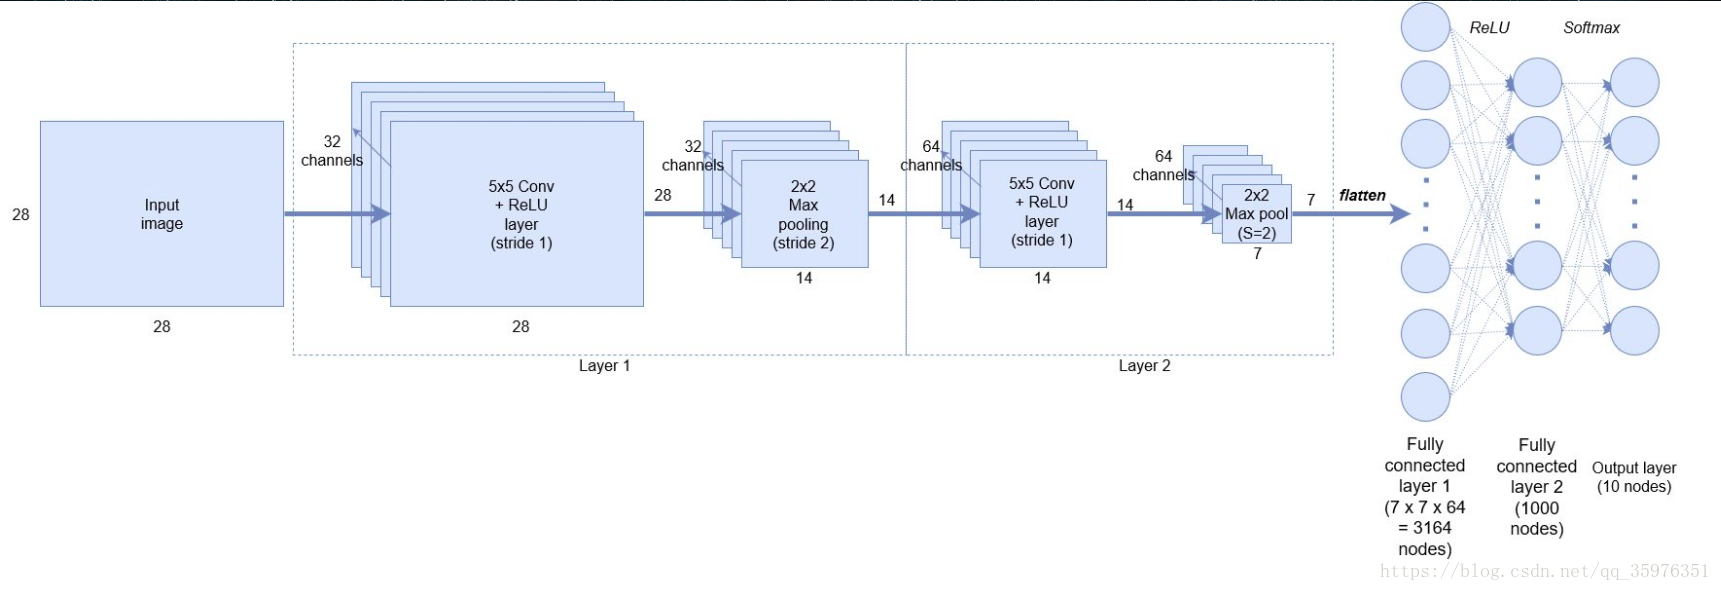 28
Input
image
28
32
channels
5x5 Conv
+ ReLU
layer
(stride 1)
28
28
32
channels
2x2
Max
pooling
(stride 2)
14
14
Layer 1
64
channels
5x5 Conv
+ ReLU
layer
(stride 1)
14
14
64
channels
2x2
Max pool
(S=2)
7
7
Layer 2
flatten
ReLU
Softmax
Fully
connected
layer 1
(7 x 7 x 64
= 3164
nodes)
Fully
connected
layer 2
(1000
nodes)
Output layer
(10 nodes)
https://blog.csdn.net/qq_35976351